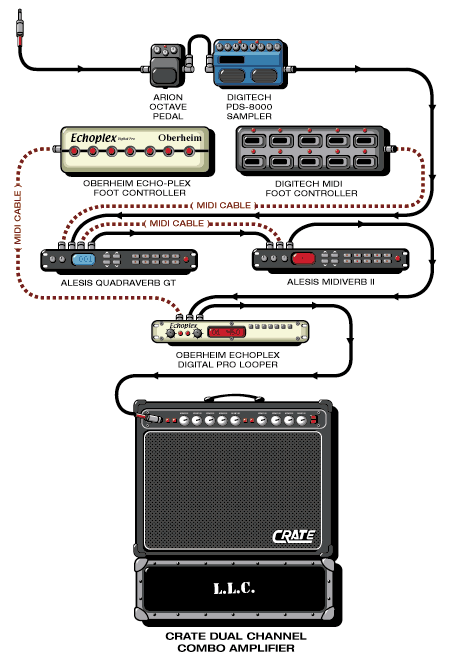 ARION
OCTAVE
PEDAL
DIGITECH
PDS-8000
SAMPLER
Echoplex Digital Pro Oberheim
OBERHEIM ECHO-PLEX
FOOT CONTROLLER
DIGITECH MIDI
FOOT CONTROLLER
( MIDI CABLE )
( MIDI CABLE )
001
ALESIS QUADRAVERB GT
ALESIS MIDIVERB II
Echoplex
OBERHEIM ECHOPLEX
DIGITAL PRO LOOPER
CRATE
L.L.C.
CRATE DUAL CHANNEL
COMBO AMPLIFIER